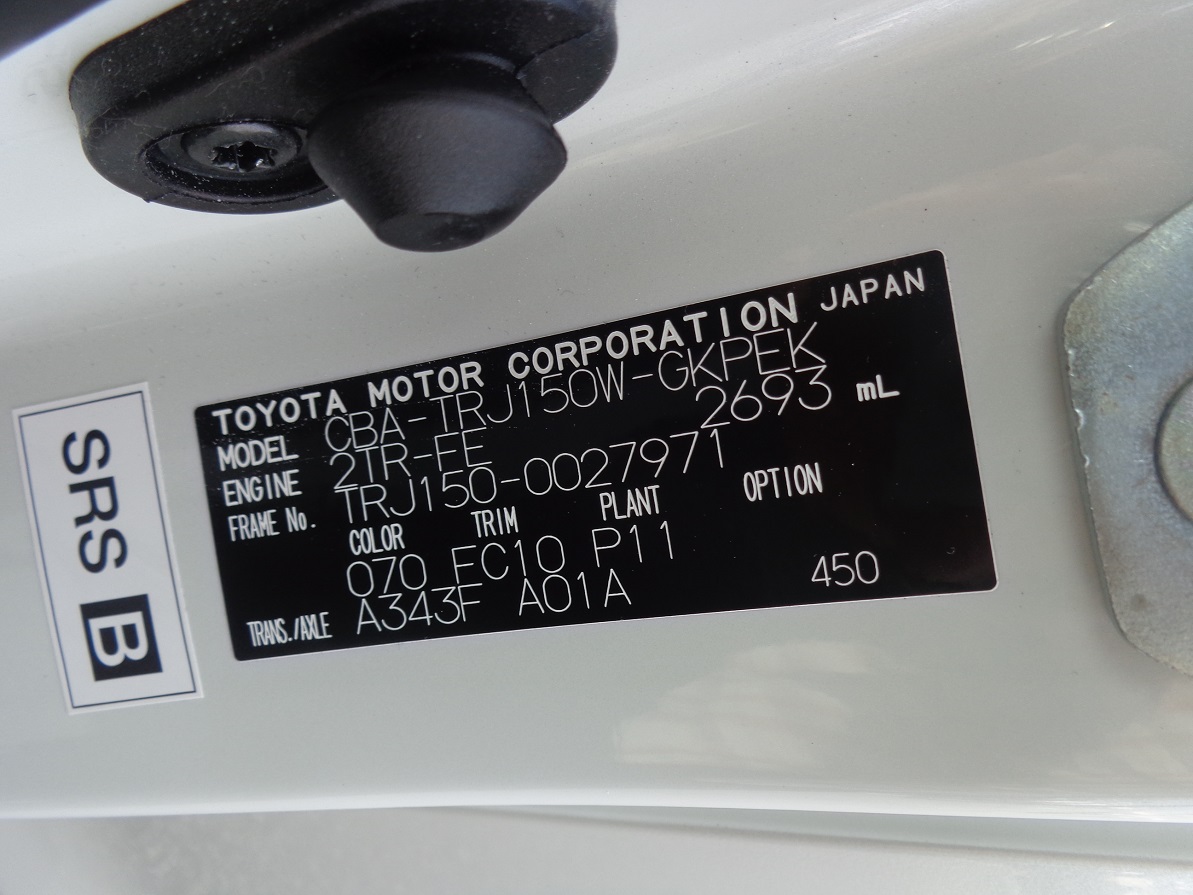 TOYOTA MOTOR CORPORATION JAPAN
MODEL CBA-TRJ150W-GKPEK
ENGINE 2TR-FE 2693 mL
FRAME No. TRJ150-0027971
COLOR TRIM PLANT OPTION
070 FC10 P11
TRANS./AXLE A343F A01A 450
SRS B